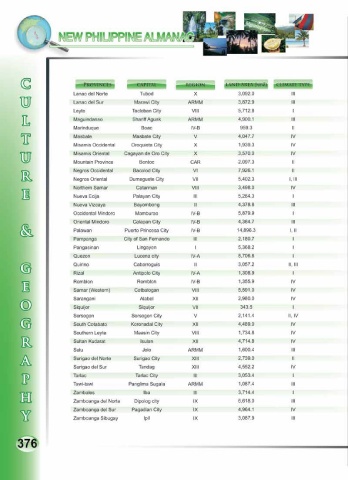 NEW PHILIPPINE ALMANAC
PROVINCES CAPITAL REGION LAND AREA (km2) CLIMATE TYPE
Lanao del Norte Tubod X 3,092.0 III
Lanao del Sur Marawi City ARMM 3,872.9 III
Leyte Tacloban City VIII 5,712.8 I
Maguindanao Shariff Aguak ARMM 4,900.1 III
Marinduque Boac IV-B 959.3 II
Masbate Masbate City V 4,047.7 IV
Misamis Occidental Oroquieta City X 1,939.3 IV
Misamis Oriental Cagayan de Oro City X 3,570.0 IV
Mountain Province Bontoc CAR 2,097.3 II
Negros Occidental Bacolod City VI 7,926.1 II
Negros Oriental Dumaguete City VII 5,402.3 I, III
Northern Samar Catarman VIII 3,498.0 IV
Nueva Ecija Palayan City III 5,284.3 I
Nueva Vizcaya Bayombong II 4,378.8 III
Occidental Mindoro Mamburao IV-B 5,879.9 I
Oriental Mindoro Calapan City IV-B 4,364.7 III
Palawan Puerto Princesa City IV-B 14,896.3 I, II
Pampanga City of San Fernando III 2,180.7 I
Pangasinan Lingayen I 5,368.2 I
Quezon Lucena city IV-A 8,706.6 I
Quirino Cabarroguis II 3,057.2 II, III
Rizal Antipolo City IV-A 1,308.9 I
Romblon Romblon IV-B 1,355.9 IV
Samar (Western) Catbalogan VIII 5,591.0 IV
Sarangani Alabel XII 2,980.0 IV
Siquijor Siquijor VII 343.5 I
Sorsogon Sorsogon City V 2,141.4 II, IV
South Cotabato Koronadal City XII 4,489.0 IV
Southern Leyte Maasin City VIII 1,734.8 IV
Sultan Kudarat Isulan XII 4,714.8 IV
Sulu Jolo ARMM 1,600.4 III
Surigao del Norte Surigao City XIII 2,739.0 II
Surigao del Sur Tandag XIII 4,552.2 IV
Tarlac Tarlac City III 3,053.4 I
Tawi-tawi Panglima Sugala ARMM 1,087.4 III
Zambales Iba III 3,714.4 I
Zamboanga del Norte Dipolog city IX 6,618.0 III
Zamboanga del Sur Pagadian City IX 4,964.1 IV
Zamboanga Sibugay Ipil IX 3,087.9 III
CULTURE & GEOGRAPHY
376